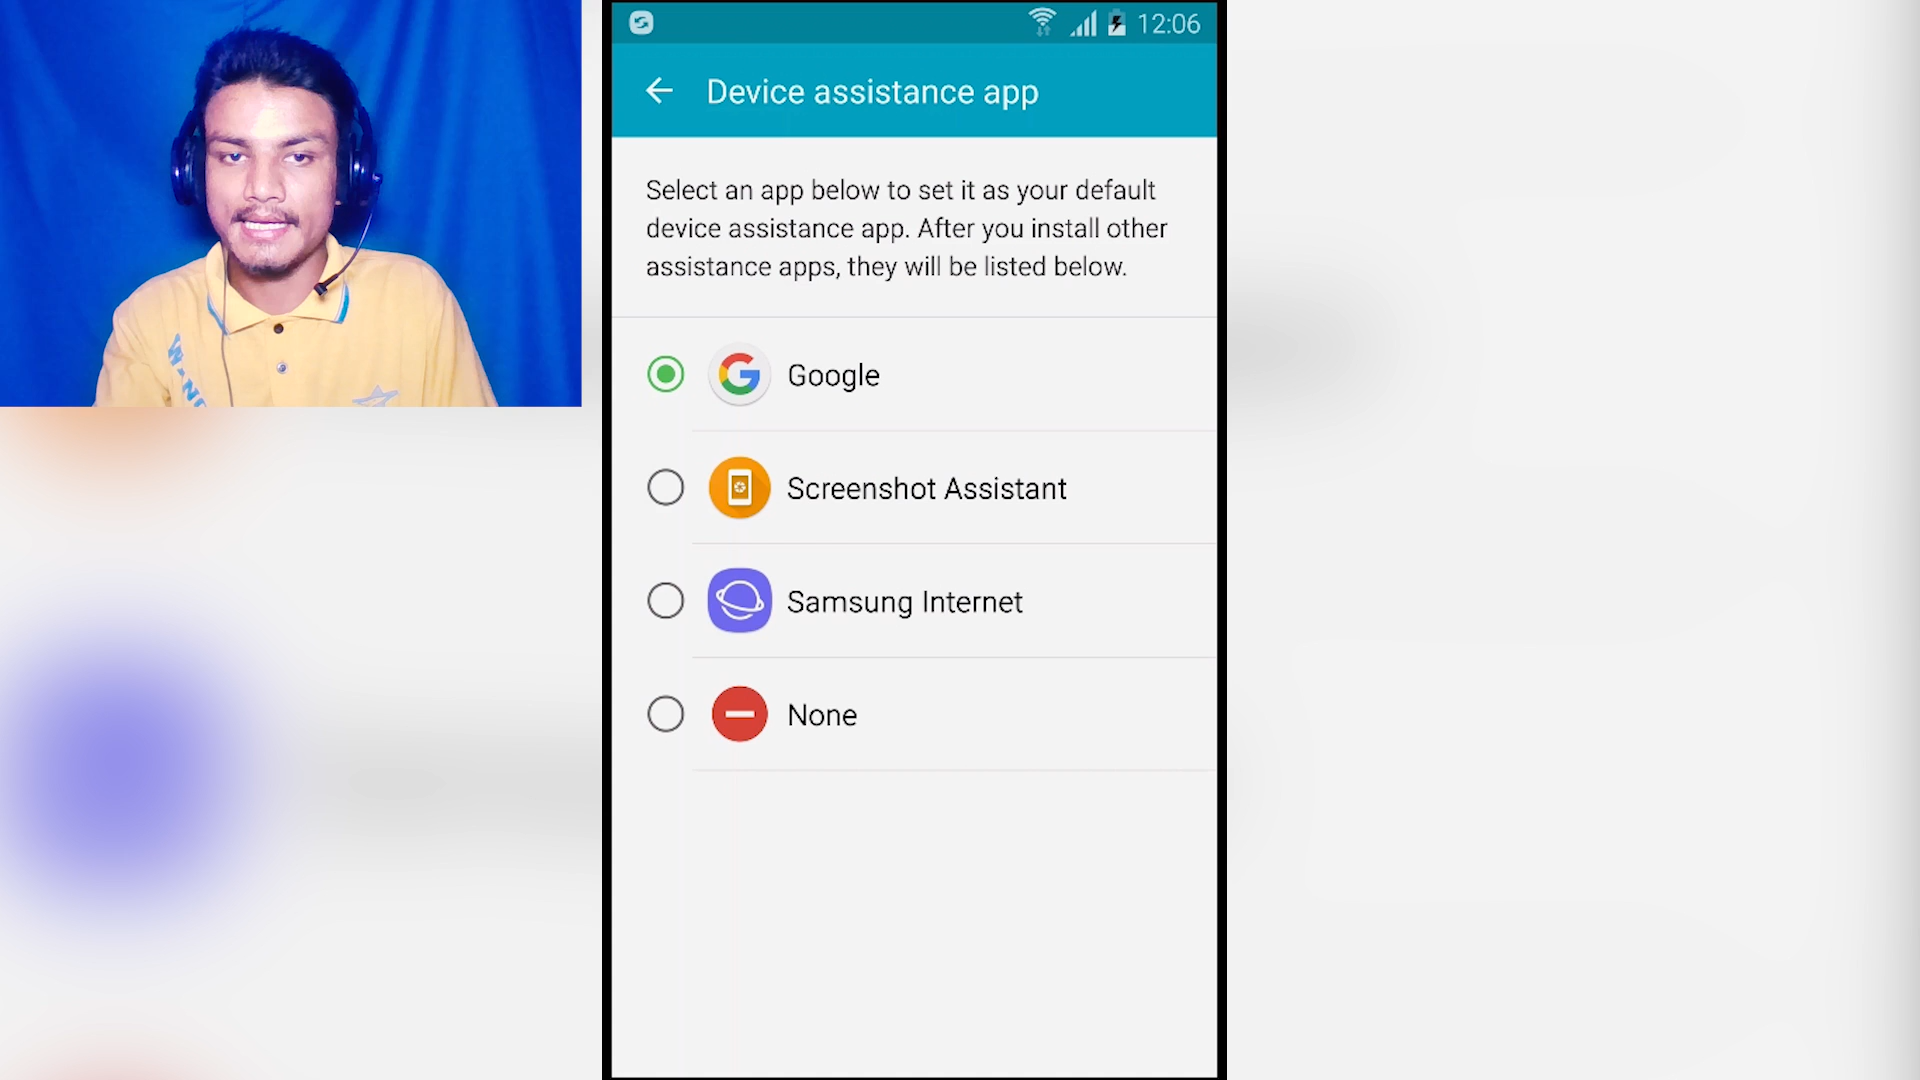 12:06
Device assistance app
Select an app below to set it as your default
device assistance app. After you install other
assistance apps, they will be listed below.
Google
Screenshot Assistant
Samsung Internet
None